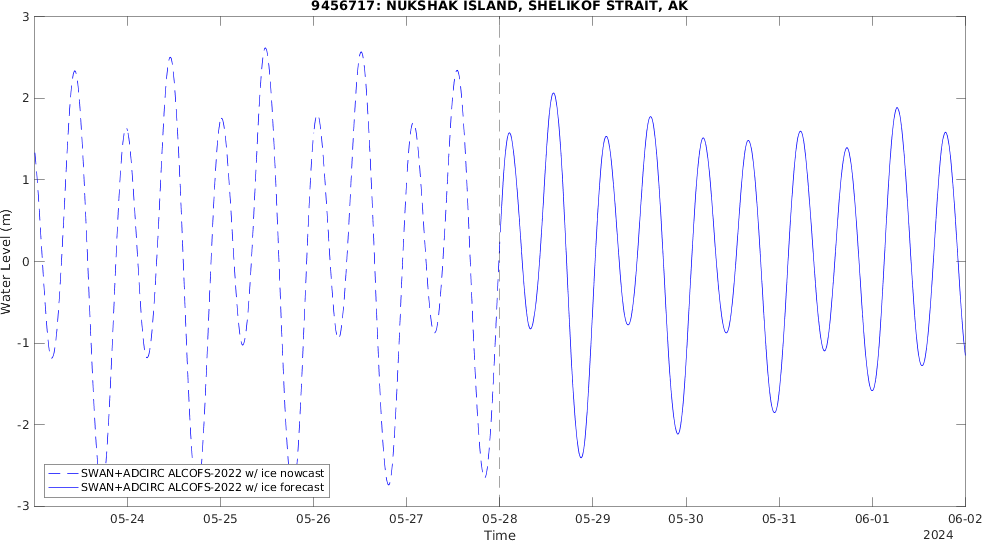 9456717: NUKSHAK ISLAND, SHELIKOF STRAIT, AK
3
2
1
0
-1
-2
-3
Water Level (m)
SWAN+ADCIRC ALCOFS-2022 w/ ice nowcast
SWAN+ADCIRC ALCOFS-2022 w/ ice forecast
05-24 05-25 05-26 05-27 05-28 05-29 05-30 05-31 06-01 06-02
Time
2024